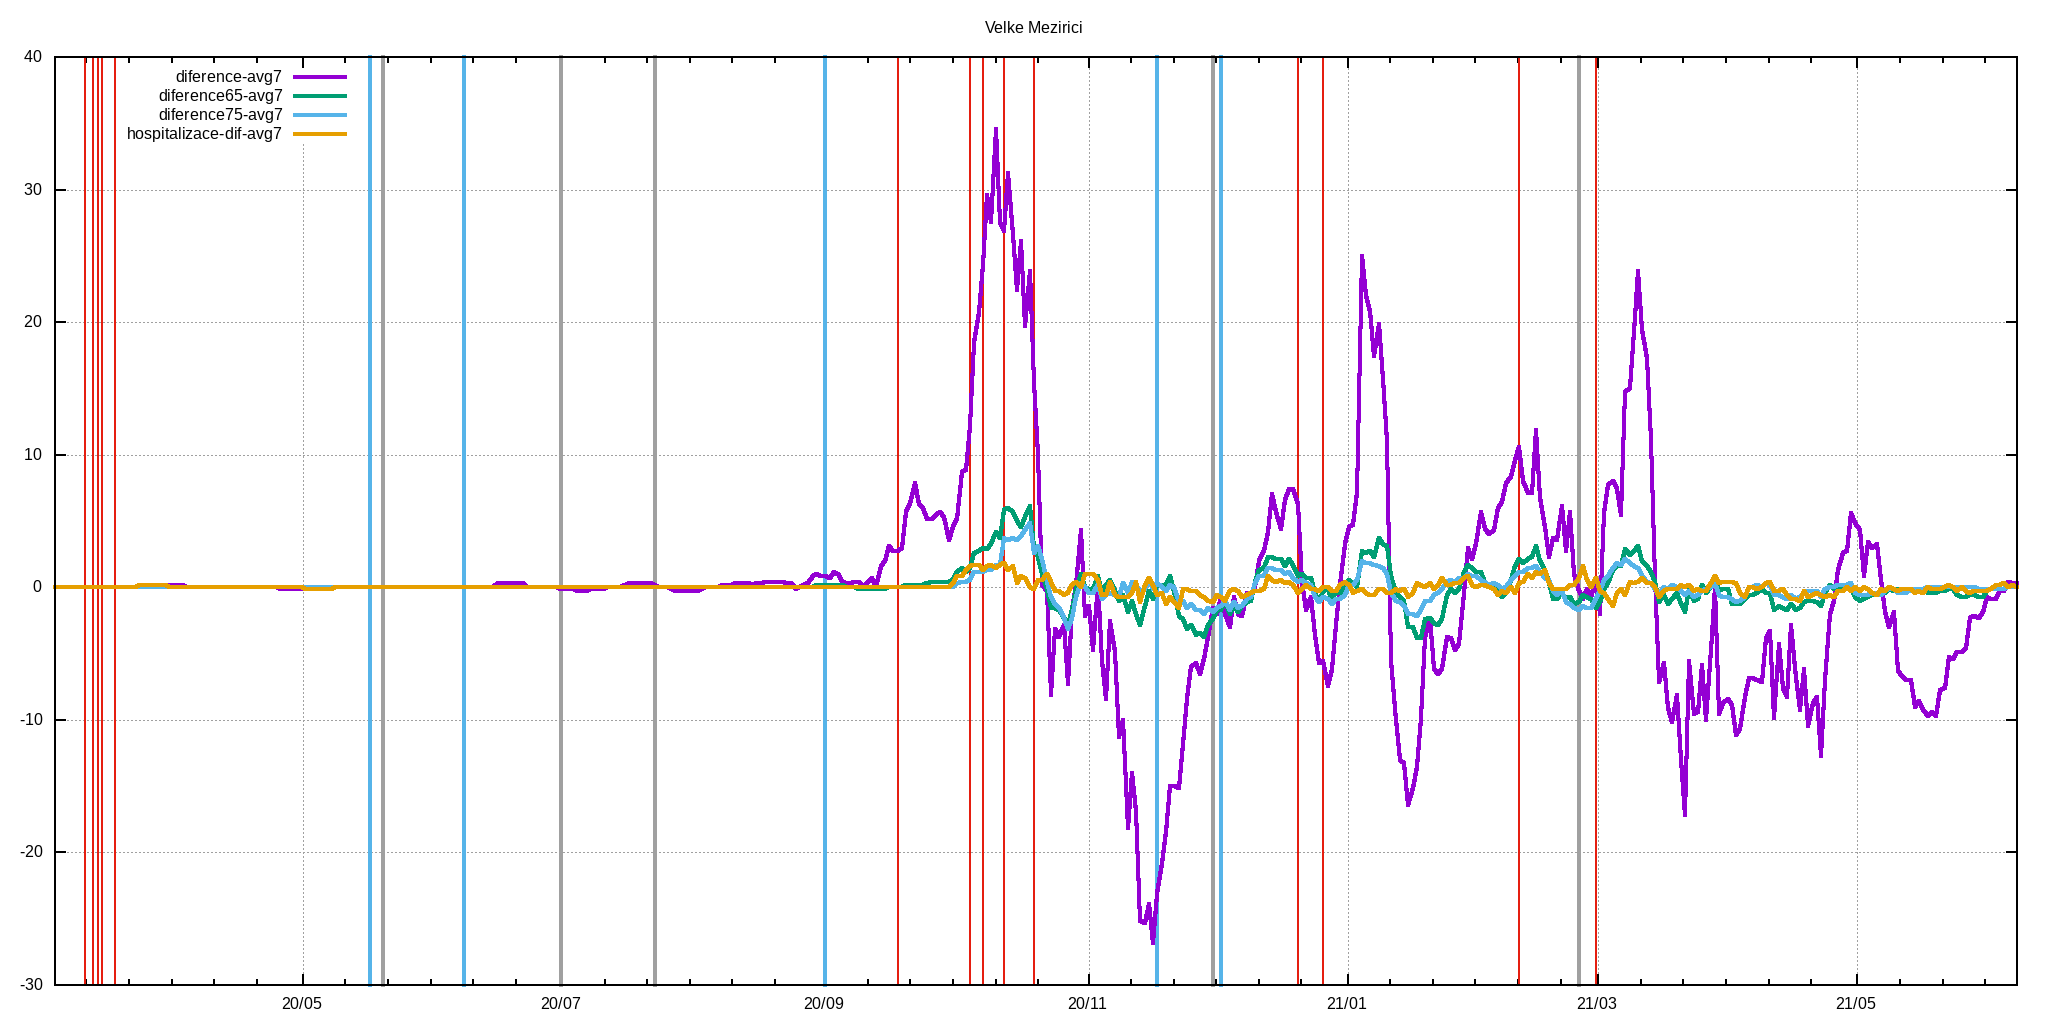 Velke Mezirici
diference-avg7
diference65-avg7
diference75-avg7
hospitalizace-dif-avg7
40
30
20
10
0
-10
-20
-30
20/05 20/07 20/09 20/11 21/01 21/03 21/05